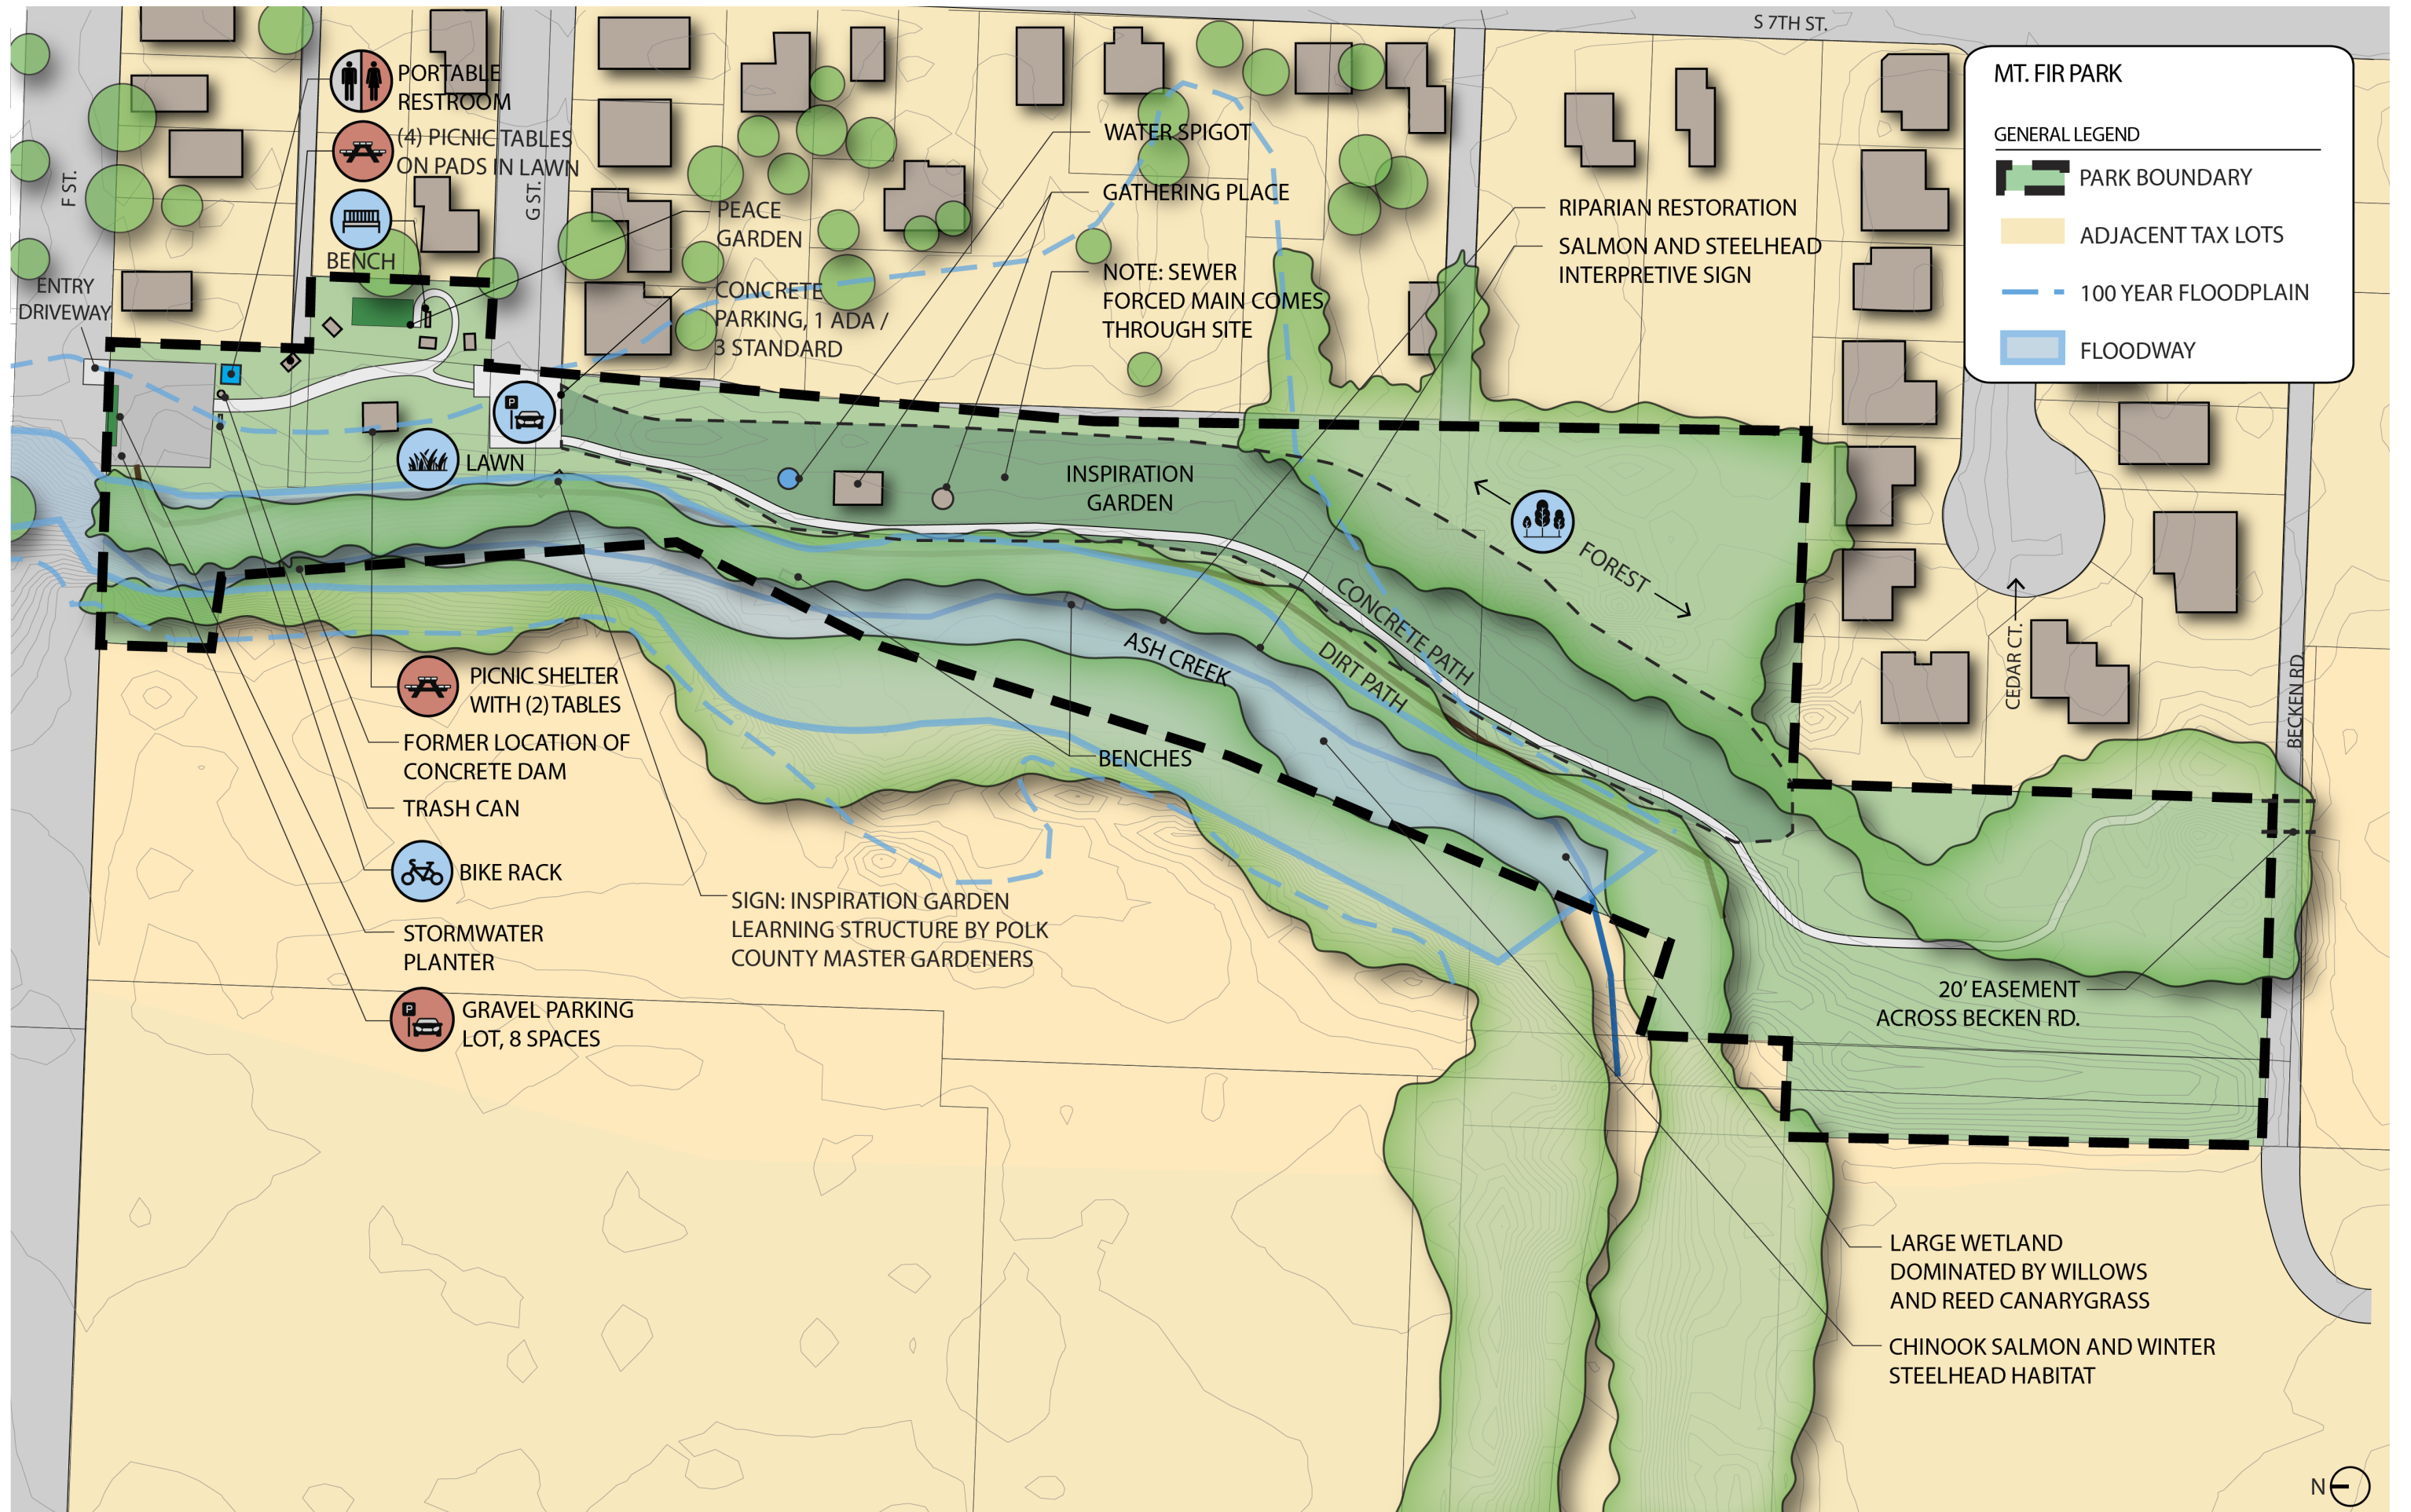 S 7TH ST.
MT. FIR PARK
GENERAL LEGEND
PARK BOUNDARY
ADJACENT TAX LOTS
100 YEAR FLOODPLAIN
FLOODWAY
PORTABLE
RESTROOM
(4) PICNIC TABLES
ON PADS IN LAWN
BENCH
F ST.
G ST.
ENTRY
DRIVEWAY
PEACE
GARDEN
CONCRETE
PARKING, 1 ADA /
3 STANDARD
WATER SPIGOT
GATHERING PLACE
NOTE: SEWER
FORCED MAIN COMES
THROUGH SITE
RIPARIAN RESTORATION
SALMON AND STEELHEAD
INTERPRETIVE SIGN
P
LAWN
INSPIRATION
GARDEN
FOREST
CONCRETE PATH
DIRT PATH
ASH CREEK
CEDAR CT.
BECKEN RD.
PICNIC SHELTER
WITH (2) TABLES
FORMER LOCATION OF
CONCRETE DAM
TRASH CAN
BIKE RACK
STORMWATER
PLANTER
P
GRAVEL PARKING
LOT, 8 SPACES
BENCHES
SIGN: INSPIRATION GARDEN
LEARNING STRUCTURE BY POLK
COUNTY MASTER GARDENERS
20’ EASEMENT
ACROSS BECKEN RD.
LARGE WETLAND
DOMINATED BY WILLOWS
AND REED CANARYGRASS
CHINOOK SALMON AND WINTER
STEELHEAD HABITAT
N